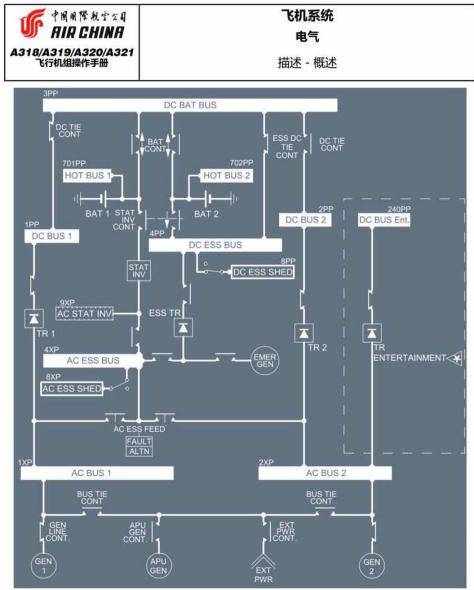 中国国际航空公司
AIR CHINA
A318/A319/A320/A321
飞行机组操作手册
飞机系统
电气
描述 - 概述
3PP
DC BAT BUS
DC TIE
CONT
BAT
CONT
ESS DC
TIE
CONT
DC TIE
CONT
701PP
HOT BUS 1
702PP
HOT BUS 2
BAT 1
STAT
INV
CONT
BAT 2
1PP
DC BUS 1
4PP
DC ESS BUS
2PP
DC BUS 2
240PP
DC BUS Ent.
8PP
DC ESS SHED
STAT
INV
9XP
AC STAT INV
ESS TR
TR 1
TR 2
TR
ENTERTAINMENT
4XP
AC ESS BUS
EMER
GEN
8XP
AC ESS SHED
AC ESS FEED
FAULT
ALTN
1XP
AC BUS 1
2XP
AC BUS 2
BUS TIE
CONT
BUS TIE
CONT
GEN
LINE
CONT.
APU
GEN
CONT.
EXT
PWR
CONT.
GEN
1
APU
GEN
EXT
PWR
GEN
2